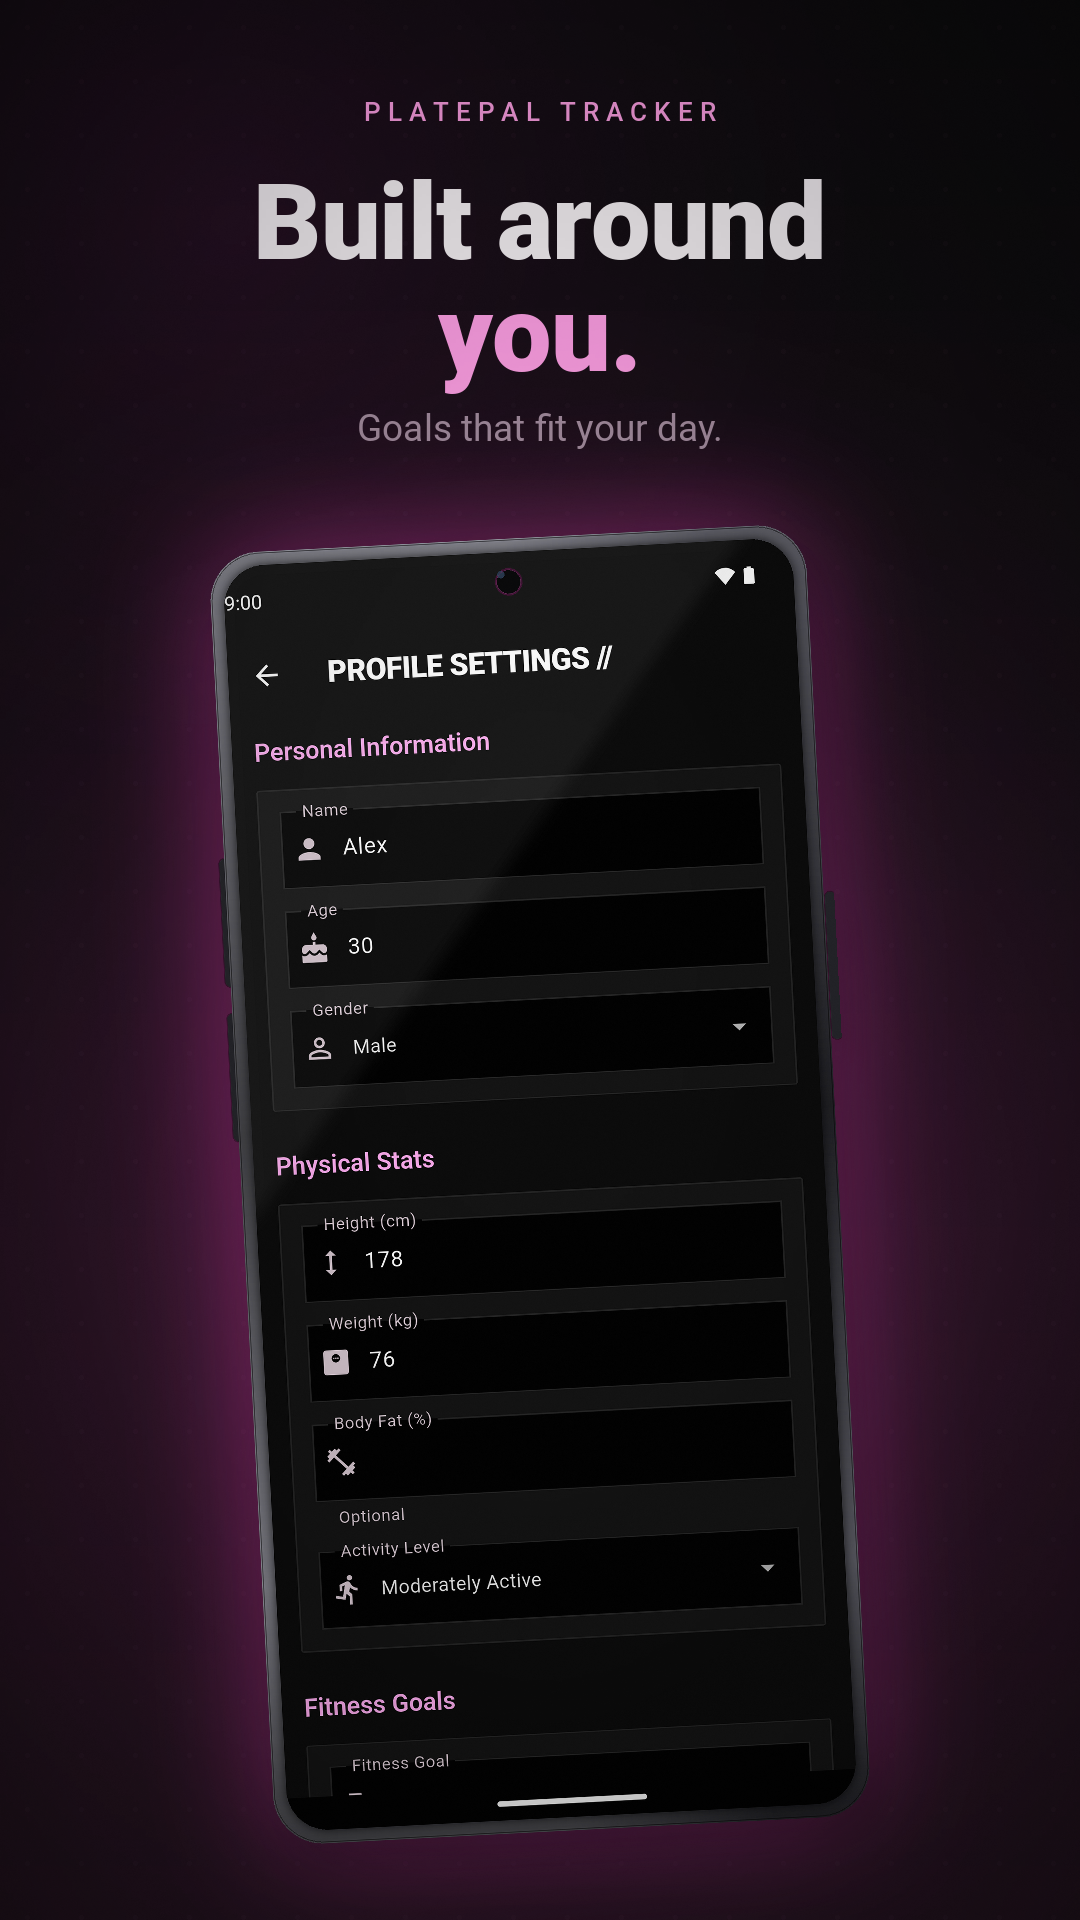 PLATEPAL TRACKER
Built around
you.
Goals that fit your day.
9:00
PROFILE SETTINGS //
Personal Information
Name
Alex
Age
30
Gender
Male
Physical Stats
Height (cm)
178
Weight (kg)
76
Body Fat (%)
Optional
Activity Level
Moderately Active
Fitness Goals
Fitness Goal